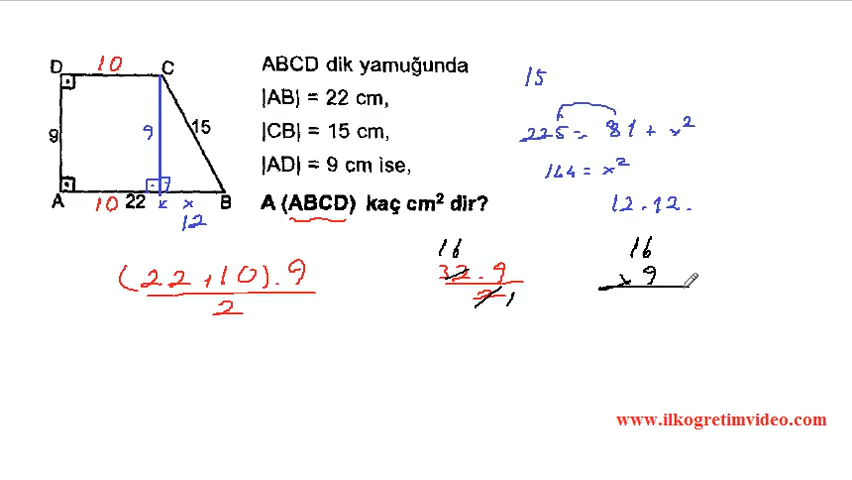 D 10 C
9
9
15
A 10 22 x B
12
ABCD dik yamuğunda
|AB| = 22 cm,
|CB| = 15 cm,
|AD| = 9 cm ise,
A (ABCD) kaç cm² dir?
15
225 = 81 + x²
144 = x²
12 . 12 .
(22 + 10) . 9
2
16
32 . 9
2 1
16
x 9
www.ilkogretimvideo.com